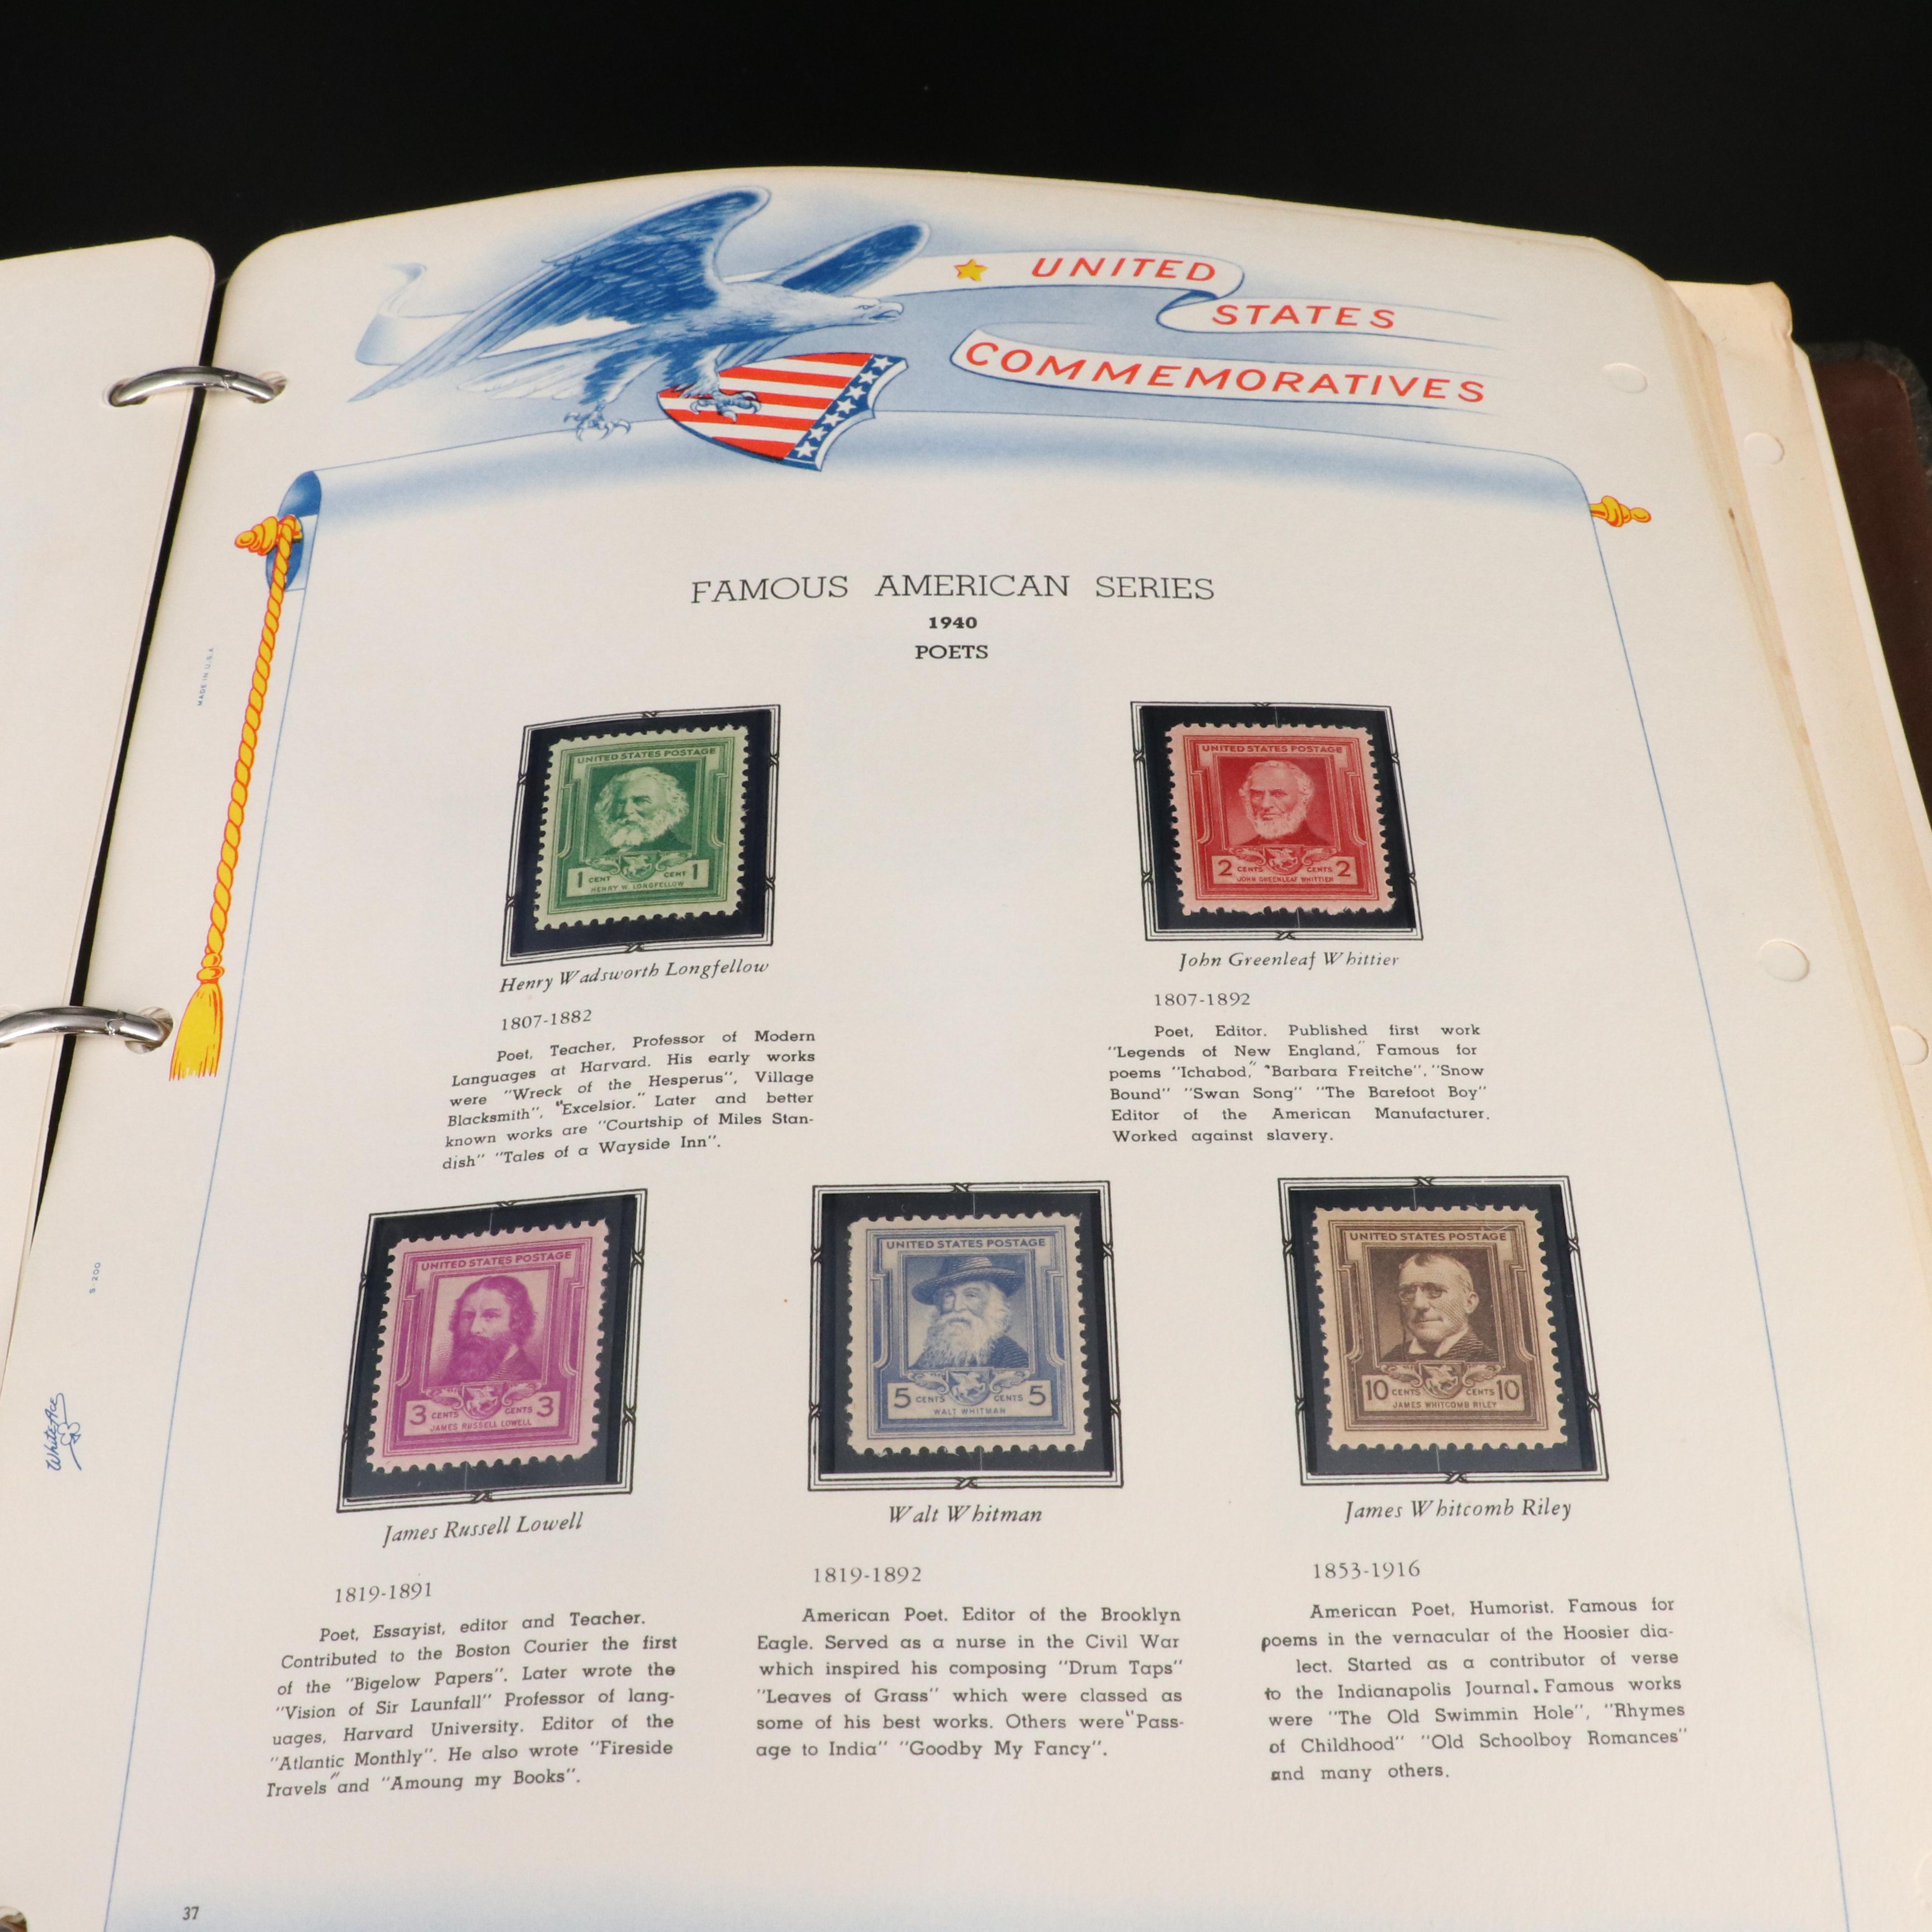 UNITED
STATES
COMMEMORATIVES
FAMOUS AMERICAN SERIES
1940
POETS
MADE IN U.S.A.
UNITED STATES POSTAGE
1 CENT CENT 1
HENRY W. LONGFELLOW
Henry Wadsworth Longfellow
1807-1882
Poet, Teacher, Professor of Modern
Languages at Harvard. His early works
were "Wreck of the Hesperus", Village
Blacksmith", "Excelsior." Later and better
known works are "Courtship of Miles Stan-
dish" "Tales of a Wayside Inn".
UNITED STATES POSTAGE
2 CENTS CENTS 2
JOHN GREENLEAF WHITTIER
John Greenleaf Whittier
1807-1892
Poet, Editor. Published first work
"Legends of New England," Famous for
poems "Ichabod," "Barbara Freitche", "Snow
Bound" "Swan Song" "The Barefoot Boy"
Editor of the American Manufacturer.
Worked against slavery.
UNITED STATES POSTAGE
3 CENTS CENTS 3
JAMES RUSSELL LOWELL
James Russell Lowell
1819-1891
Poet, Essayist, editor and Teacher.
Contributed to the Boston Courier the first
of the "Bigelow Papers". Later wrote the
"Vision of Sir Launfall" Professor of lang-
uages, Harvard University. Editor of the
"Atlantic Monthly". He also wrote "Fireside
Travels" and "Amoung my Books".
UNITED STATES POSTAGE
5 CENTS CENTS 5
WALT WHITMAN
Walt Whitman
1819-1892
American Poet. Editor of the Brooklyn
Eagle. Served as a nurse in the Civil War
which inspired his composing "Drum Taps"
"Leaves of Grass" which were classed as
some of his best works. Others were "Pass-
age to India" "Goodby My Fancy".
UNITED STATES POSTAGE
10 CENTS CENTS 10
JAMES WHITCOMB RILEY
James Whitcomb Riley
1853-1916
American Poet, Humorist. Famous for
poems in the vernacular of the Hoosier dia-
lect. Started as a contributor of verse
to the Indianapolis Journal. Famous works
were "The Old Swimmin Hole", "Rhymes
of Childhood" "Old Schoolboy Romances"
and many others.
S-200
White Ace
37